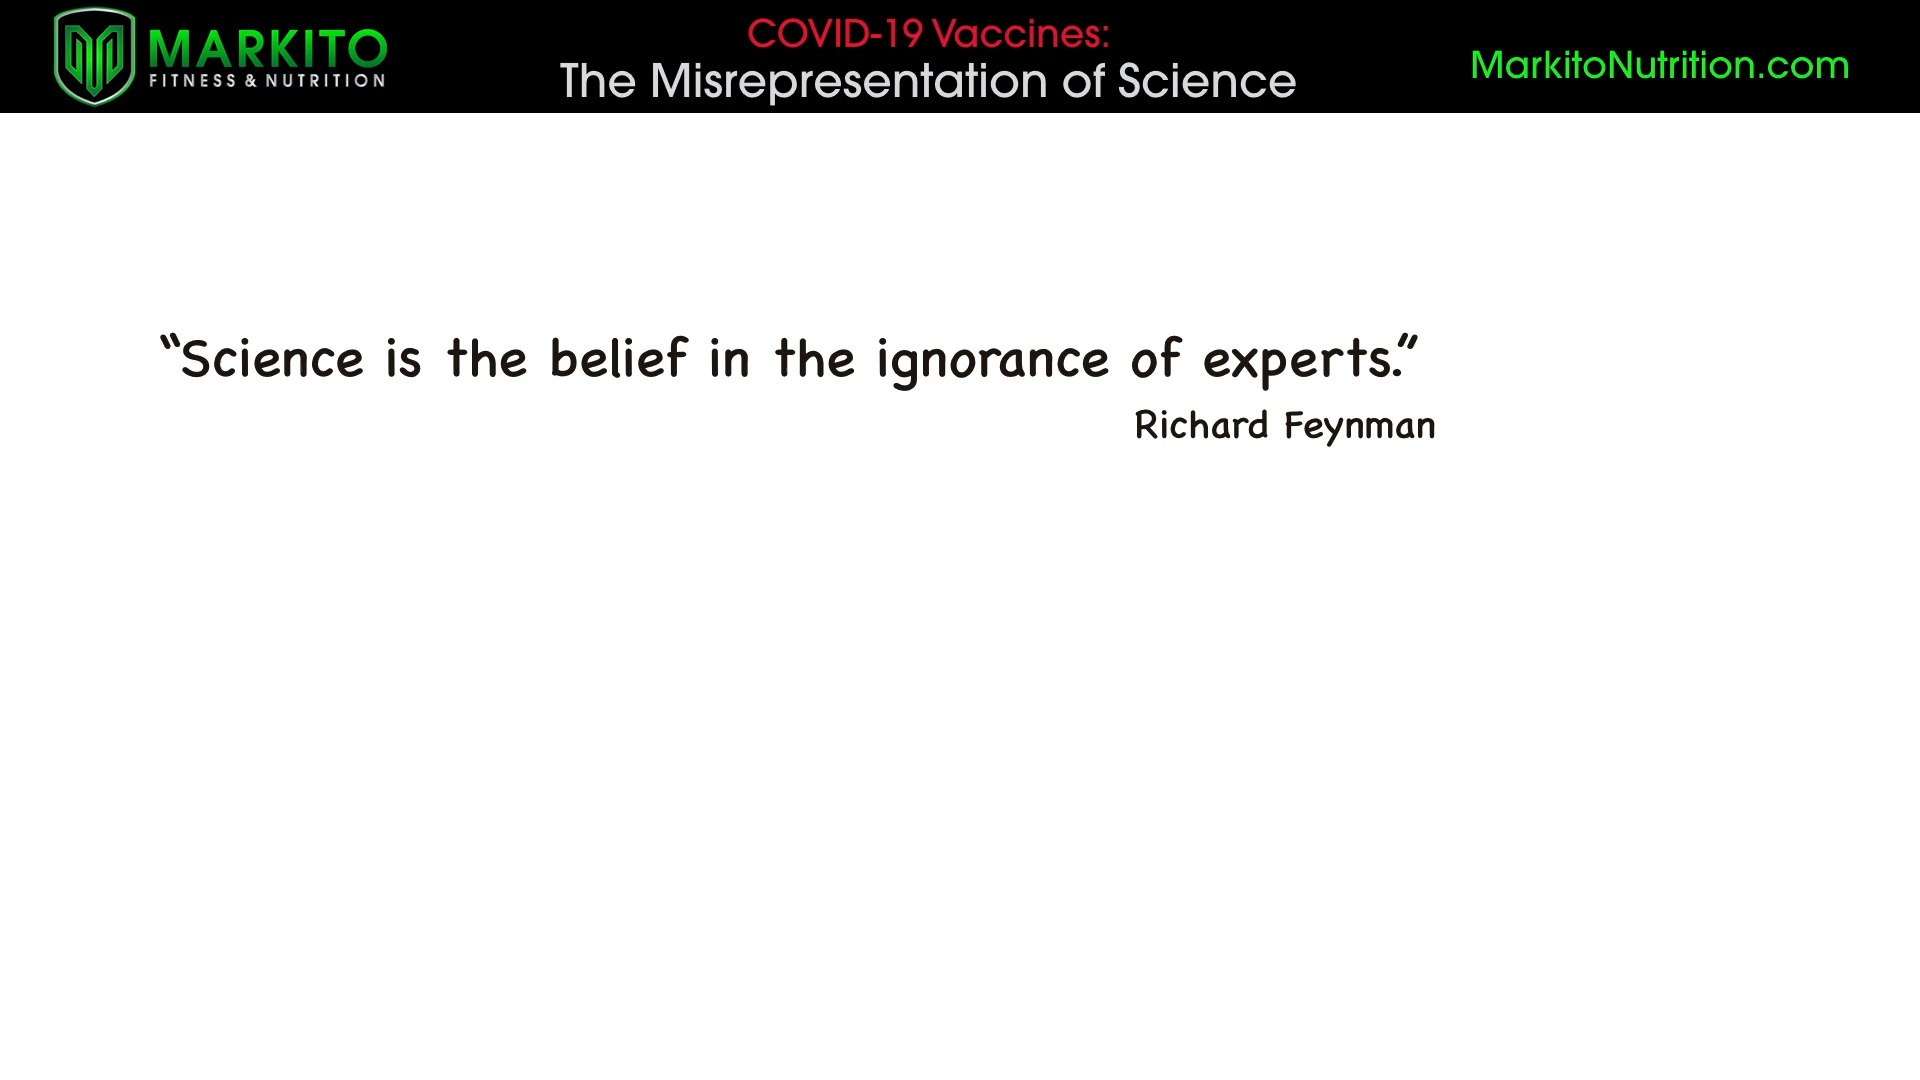 MARKITO
FITNESS & NUTRITION
COVID-19 Vaccines:
The Misrepresentation of Science
MarkitoNutrition.com
“Science is the belief in the ignorance of experts.”
Richard Feynman